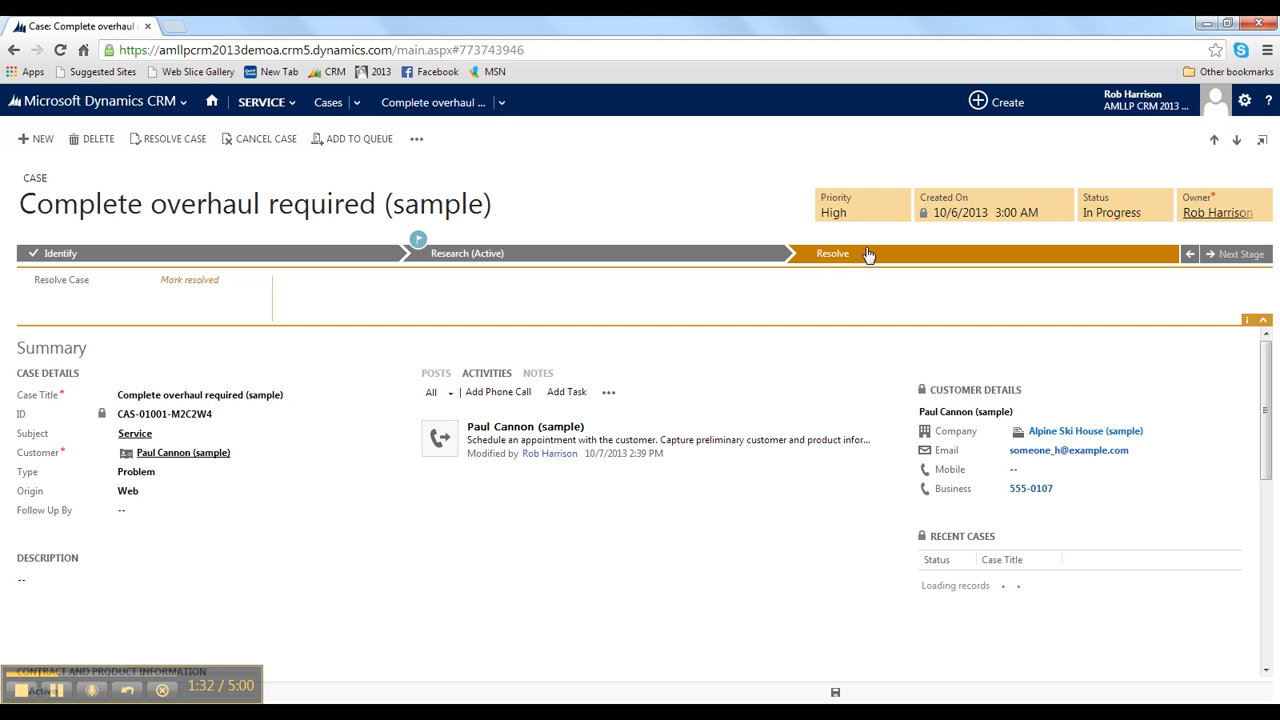 Case: Complete overhaul
https://amllpcrm2013demoa.crm5.dynamics.com/main.aspx#773743946
Apps Suggested Sites Web Slice Gallery New Tab CRM 2013 Facebook MSN Other bookmarks
Microsoft Dynamics CRM SERVICE Cases Complete overhaul ... Create Rob Harrison
AMLLP CRM 2013 ... ?
NEW DELETE RESOLVE CASE CANCEL CASE ADD TO QUEUE •••
CASE
Complete overhaul required (sample)
Priority Created On Status Owner*
High 10/6/2013 3:00 AM In Progress Rob Harrison
Identify Research (Active) Resolve Next Stage
Resolve Case Mark resolved
Summary
CASE DETAILS
Case Title* Complete overhaul required (sample)
ID CAS-01001-M2C2W4
Subject Service
Customer* Paul Cannon (sample)
Type Problem
Origin Web
Follow Up By --
DESCRIPTION
--
CONTRACT AND PRODUCT INFORMATION
Active
1:32 / 5:00
POSTS ACTIVITIES NOTES
All | Add Phone Call Add Task •••
Paul Cannon (sample)
Schedule an appointment with the customer. Capture preliminary customer and product infor...
Modified by Rob Harrison 10/7/2013 2:39 PM
CUSTOMER DETAILS
Paul Cannon (sample)
Company Alpine Ski House (sample)
Email someone_h@example.com
Mobile --
Business 555-0107
RECENT CASES
Status Case Title
Loading records